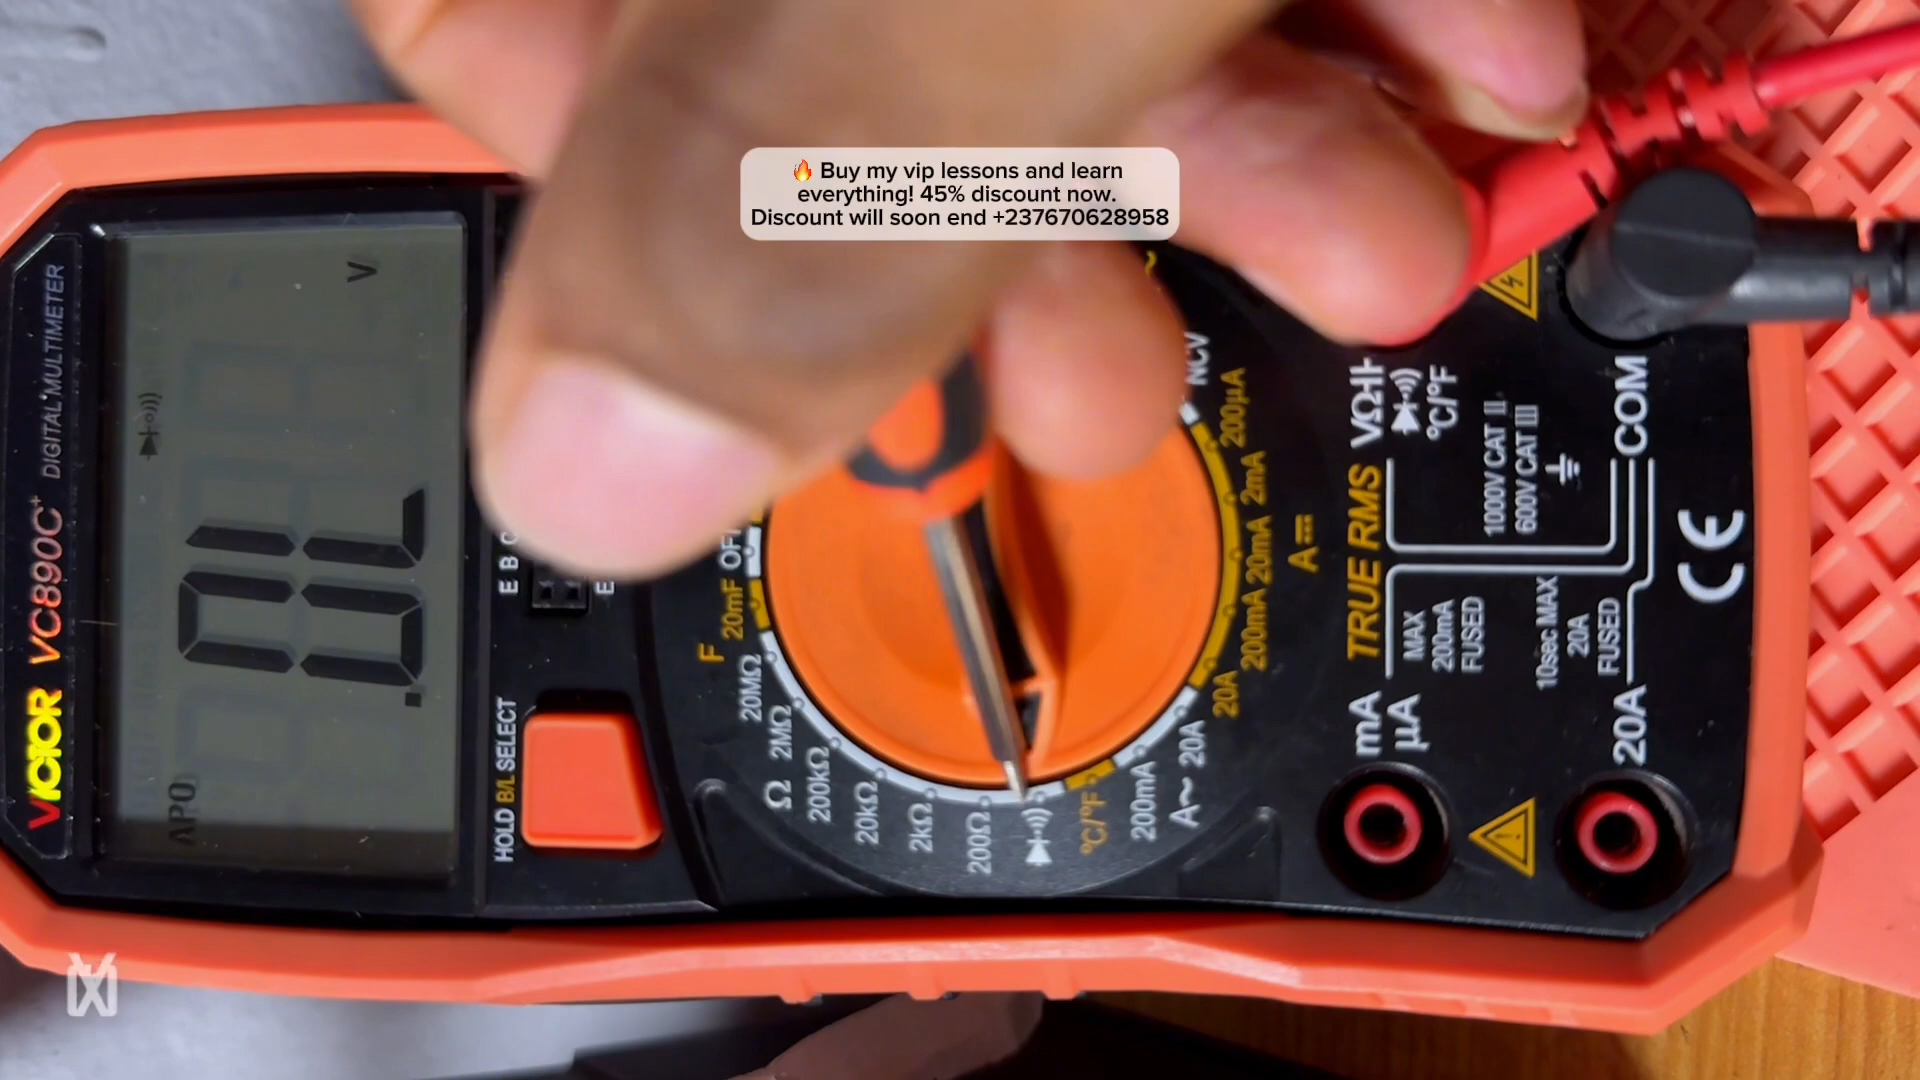 🔥 Buy my vip lessons and learn
everything! 45% discount now.
Discount will soon end +237670628958
VICTOR VC890C+ DIGITAL MULTIMETER
APO
V
OL
HOLD B/L SELECT
E B C
E
OFF
20mF
F
20MΩ
2MΩ
Ω
200kΩ
20kΩ
2kΩ
200Ω
°C/°F
200mA
A~
20A
20A
200mA
20mA
2mA
200μA
A
NCV
TRUE RMS
VΩ
°C/°F
1000V CAT II
600V CAT III
COM
MAX
200mA
FUSED
10sec MAX
20A
FUSED
mA
μA
20A
CE